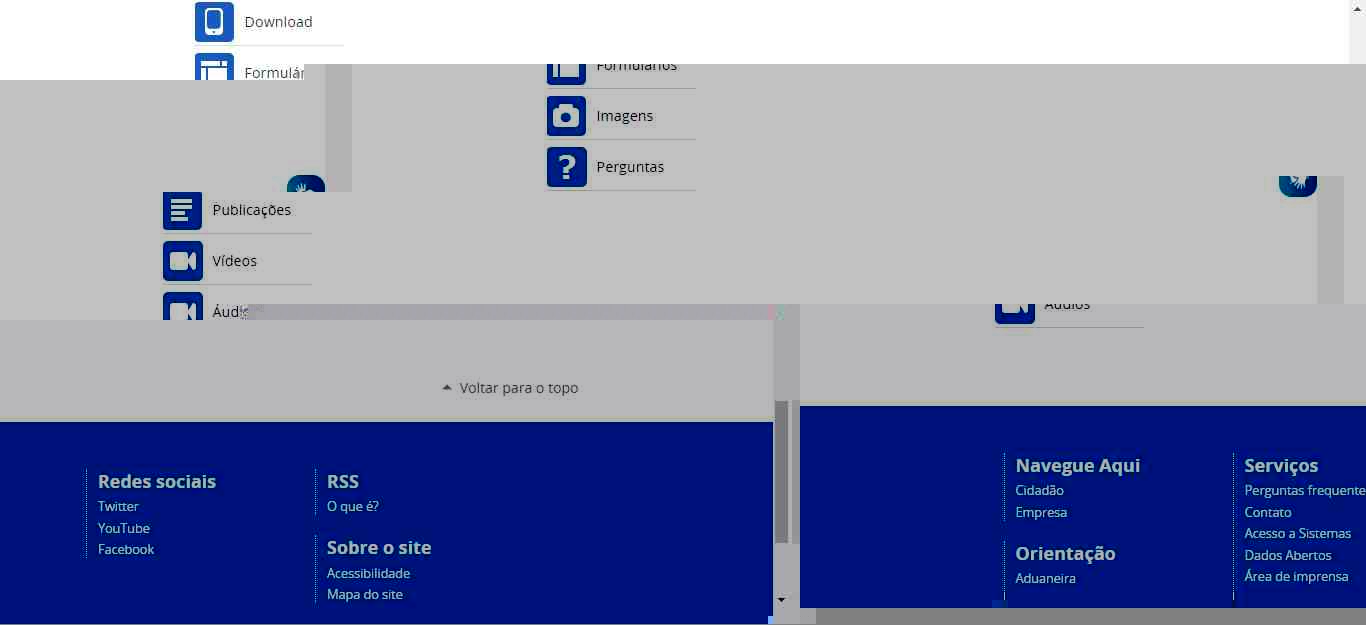 Download
Formulár
Formulários
Imagens
Perguntas
Publicações
Vídeos
Áudi
Áudios
Voltar para o topo
Redes sociais
Twitter
YouTube
Facebook
RSS
O que é?
Sobre o site
Acessibilidade
Mapa do site
Navegue Aqui
Cidadão
Empresa
Orientação
Aduaneira
Serviços
Perguntas frequente
Contato
Acesso a Sistemas
Dados Abertos
Área de imprensa